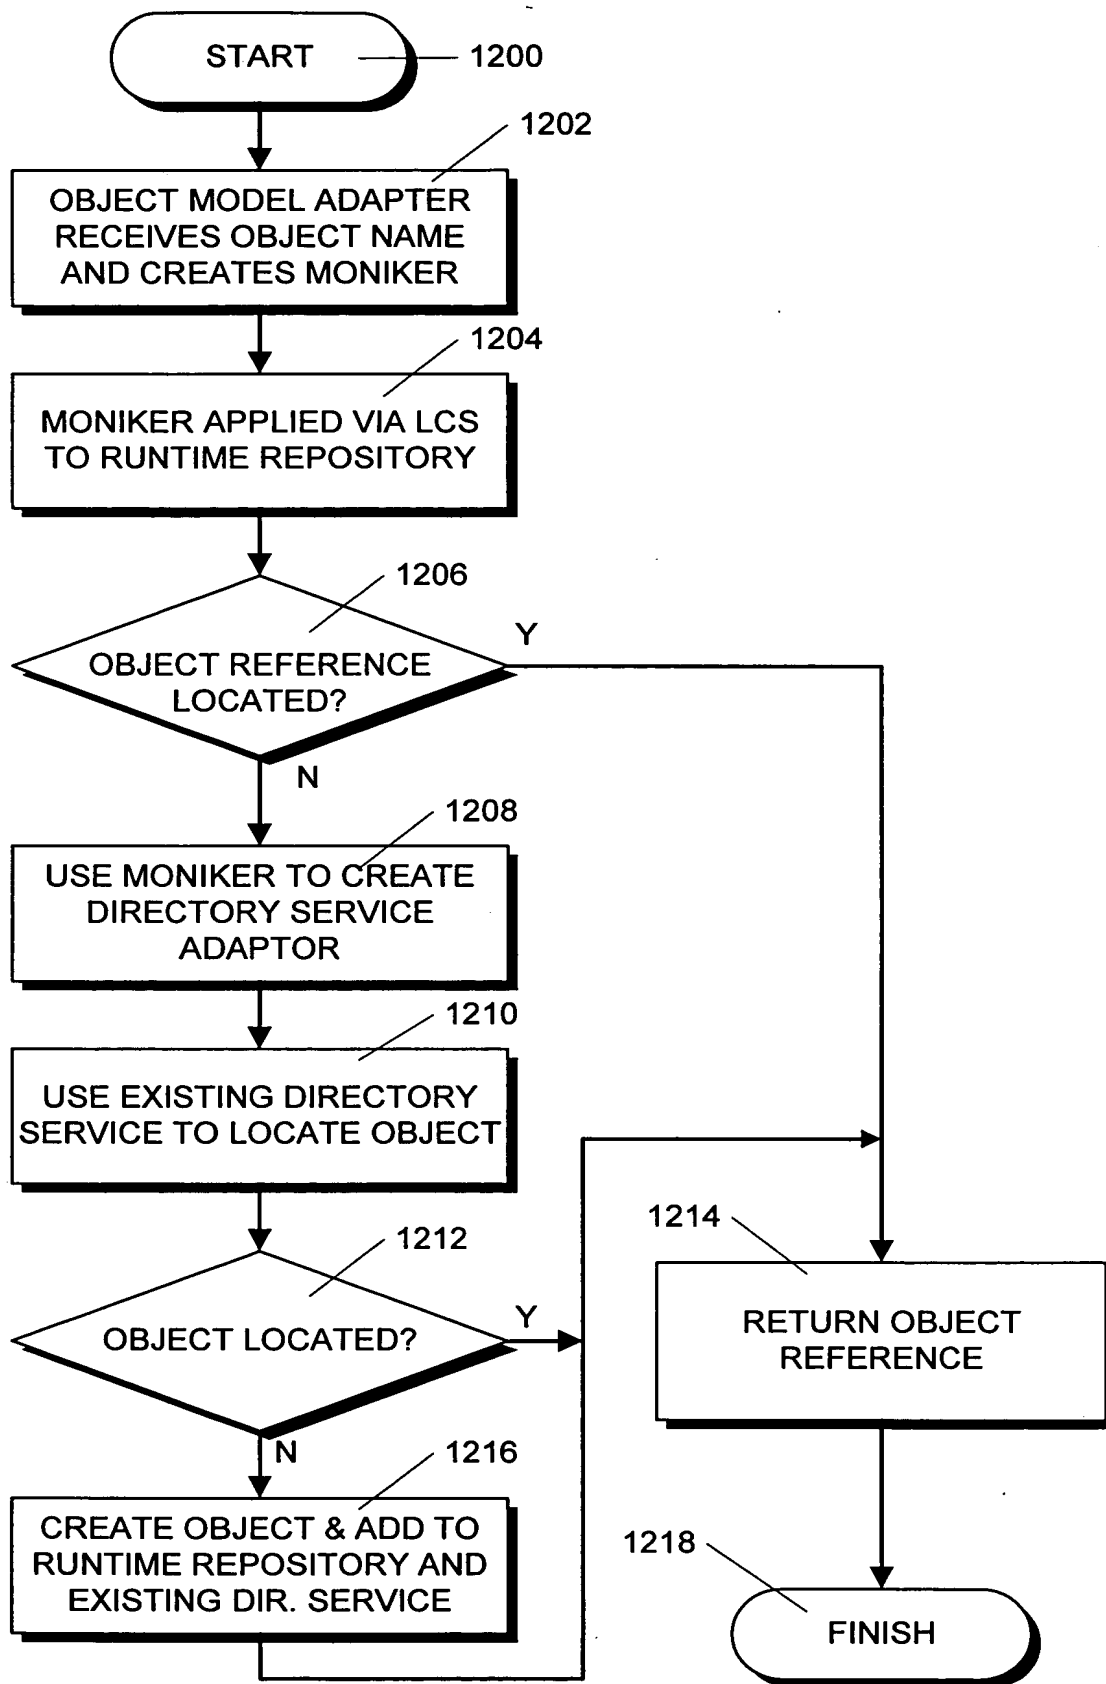 START
1200
1202
OBJECT MODEL ADAPTER
RECEIVES OBJECT NAME
AND CREATES MONIKER
1204
MONIKER APPLIED VIA LCS
TO RUNTIME REPOSITORY
1206
Y
OBJECT REFERENCE
LOCATED?
N
1208
USE MONIKER TO CREATE
DIRECTORY SERVICE
ADAPTOR
1210
USE EXISTING DIRECTORY
SERVICE TO LOCATE OBJECT
1212
Y
OBJECT LOCATED?
N
1214
RETURN OBJECT
REFERENCE
1216
CREATE OBJECT & ADD TO
RUNTIME REPOSITORY AND
EXISTING DIR. SERVICE
1218
FINISH